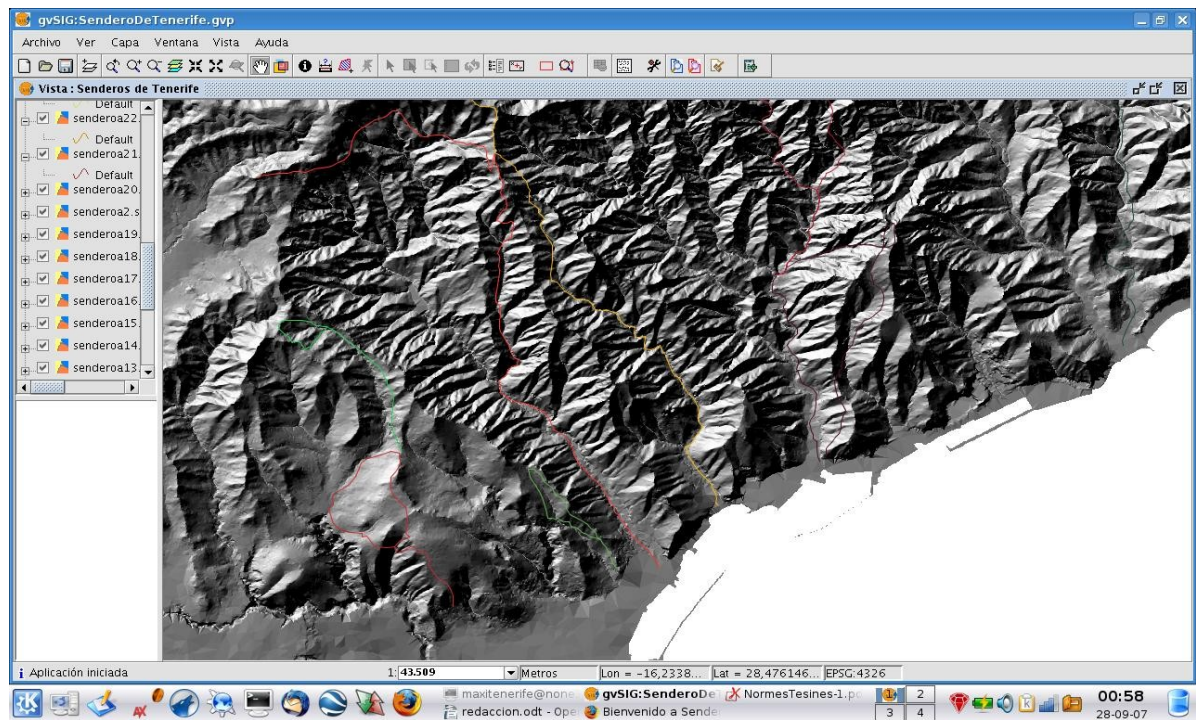 gvSIG:SenderoDeTenerife.gvp
Archivo Ver Capa Ventana Vista Ayuda
Vista : Senderos de Tenerife
Default
senderoa22.
Default
senderoa21.
Default
senderoa20.
senderoa2.s
senderoa19.
senderoa18.
senderoa17.
senderoa16.
senderoa15.
senderoa14.
senderoa13.
Aplicación iniciada
1: 43.509
Metros
Lon = -16,2338...
Lat = 28,476146...
EPSG:4326
maxitenerife@none
gvSIG:SenderoDe
NormesTesines-1.po
redaccion.odt - Ope
Bienvenido a Sende
1 2
3 4
00:58
28-09-07